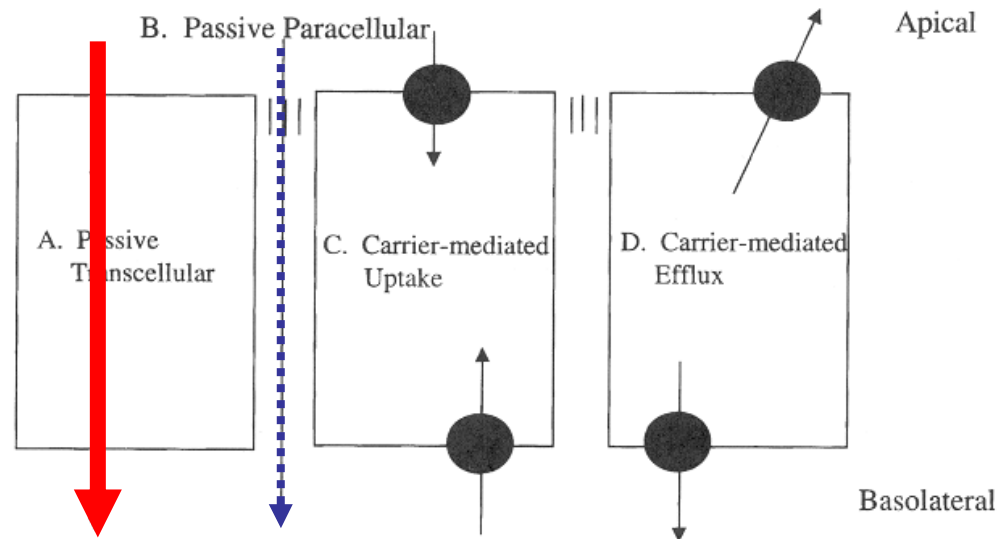 B. Passive Paracellular
Apical
A. Passive
Transcellular
C. Carrier-mediated
Uptake
D. Carrier-mediated
Efflux
Basolateral